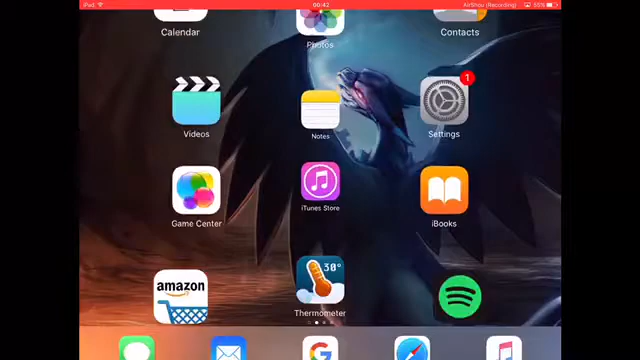 iPad
00:42
AirShou (Recording)
55%
Calendar
Photos
Contacts
Videos
Notes
1
Settings
Game Center
iTunes Store
iBooks
amazon
30°
Thermometer
G